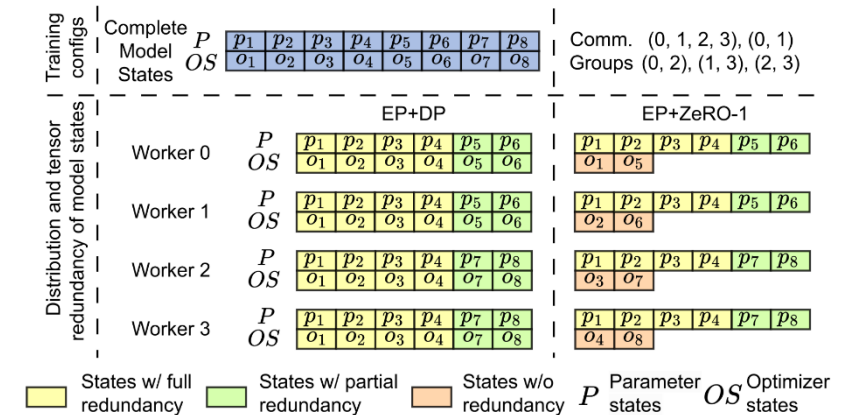 Training configs
Complete Model States
P p1 p2 p3 p4 p5 p6 p7 p8
OS o1 o2 o3 o4 o5 o6 o7 o8
Comm. Groups (0, 1, 2, 3), (0, 1)
(0, 2), (1, 3), (2, 3)
Distribution and tensor redundancy of model states
EP+DP
EP+ZeRO-1
Worker 0
P p1 p2 p3 p4 p5 p6
OS o1 o2 o3 o4 o5 o6
p1 p2 p3 p4 p5 p6
o1 o5
Worker 1
P p1 p2 p3 p4 p5 p6
OS o1 o2 o3 o4 o5 o6
p1 p2 p3 p4 p5 p6
o2 o6
Worker 2
P p1 p2 p3 p4 p7 p8
OS o1 o2 o3 o4 o7 o8
p1 p2 p3 p4 p7 p8
o3 o7
Worker 3
P p1 p2 p3 p4 p7 p8
OS o1 o2 o3 o4 o7 o8
p1 p2 p3 p4 p7 p8
o4 o8
States w/ full redundancy
States w/ partial redundancy
States w/o redundancy
P Parameter states
OS Optimizer states